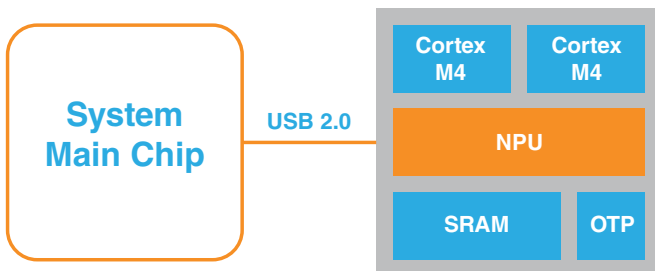 System
Main Chip
USB 2.0
Cortex
M4
Cortex
M4
NPU
SRAM
OTP